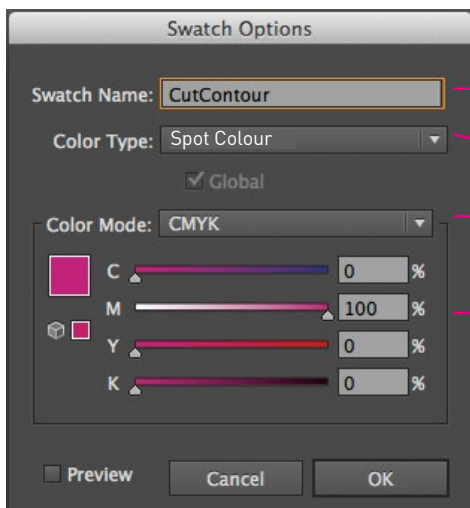 Swatch Options
Swatch Name: CutContour
Color Type: Spot Colour
Global
Color Mode: CMYK
C 0 %
M 100 %
Y 0 %
K 0 %
Preview Cancel OK